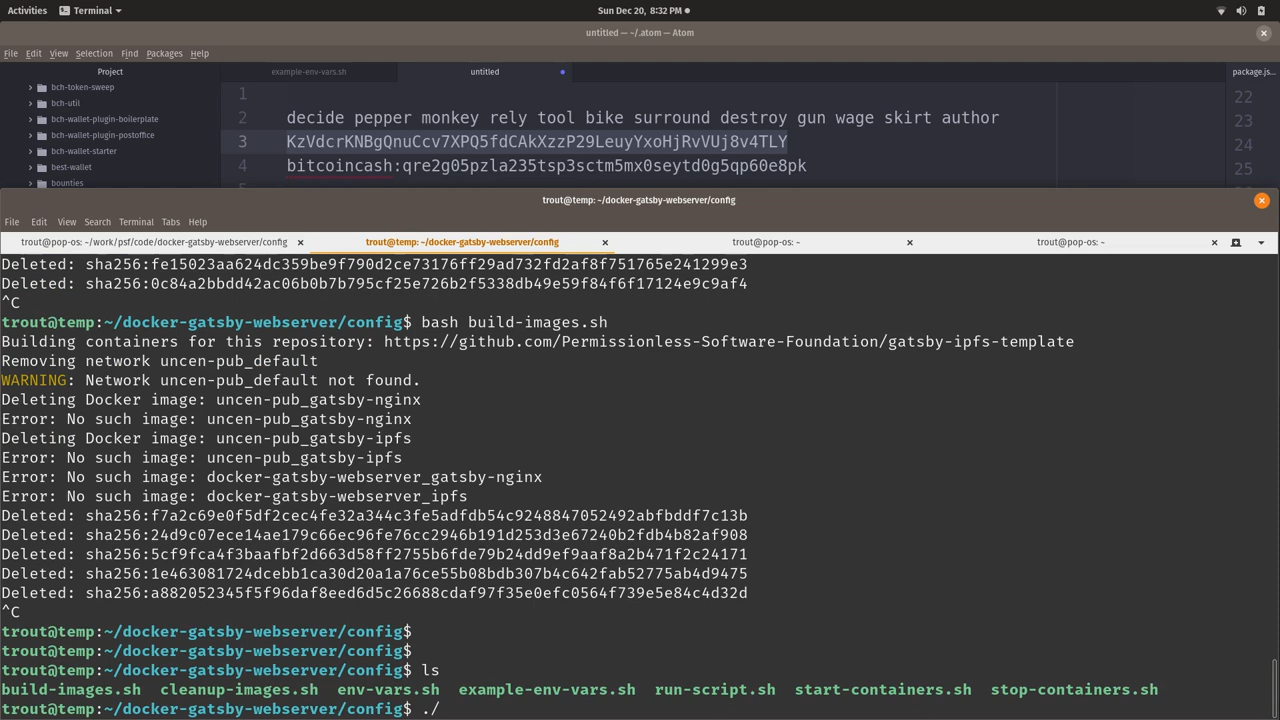 Activities Terminal Sun Dec 20, 8:32 PM
untitled — ~/.atom — Atom
File Edit View Selection Find Packages Help
Project example-env-vars.sh untitled package.js...
bch-token-sweep
bch-util
bch-wallet-plugin-boilerplate
bch-wallet-plugin-postoffice
bch-wallet-starter
best-wallet
bounties
1
2 decide pepper monkey rely tool bike surround destroy gun wage skirt author
3 KzVdcrKNBgQnuCcv7XPQ5fdCAkXzzP29LeuyYxoHjRvVUj8v4TLY
4 bitcoincash:qre2g05pzla235tsp3sctm5mx0seytd0g5qp60e8pk
22
23
24
25
trout@temp: ~/docker-gatsby-webserver/config
File Edit View Search Terminal Tabs Help
trout@pop-os: ~/work/psf/code/docker-gatsby-webserver/config × trout@temp: ~/docker-gatsby-webserver/config × trout@pop-os: ~ × trout@pop-os: ~ ×
Deleted: sha256:fe15023aa624dc359be9f790d2ce73176ff29ad732fd2af8f751765e241299e3
Deleted: sha256:0c84a2bbdd42ac06b0b7b795cf25e726b2f5338db49e59f84f6f17124e9c9af4
^C
trout@temp:~/docker-gatsby-webserver/config$ bash build-images.sh
Building containers for this repository: https://github.com/Permissionless-Software-Foundation/gatsby-ipfs-template
Removing network uncen-pub_default
WARNING: Network uncen-pub_default not found.
Deleting Docker image: uncen-pub_gatsby-nginx
Error: No such image: uncen-pub_gatsby-nginx
Deleting Docker image: uncen-pub_gatsby-ipfs
Error: No such image: uncen-pub_gatsby-ipfs
Error: No such image: docker-gatsby-webserver_gatsby-nginx
Error: No such image: docker-gatsby-webserver_ipfs
Deleted: sha256:f7a2c69e0f5df2cec4fe32a344c3fe5adfdb54c9248847052492abfbddf7c13b
Deleted: sha256:24d9c07ece14ae179c66ec96fe76cc2946b191d253d3e67240b2fdb4b82af908
Deleted: sha256:5cf9fca4f3baafbf2d663d58ff2755b6fde79b24dd9ef9aaf8a2b471f2c24171
Deleted: sha256:1e463081724dcebb1ca30d20a1a76ce55b08bdb307b4c642fab52775ab4d9475
Deleted: sha256:a882052345f5f96daf8eed6d5c26688cdaf97f35e0efc0564f739e5e84c4d32d
^C
trout@temp:~/docker-gatsby-webserver/config$
trout@temp:~/docker-gatsby-webserver/config$
trout@temp:~/docker-gatsby-webserver/config$ ls
build-images.sh cleanup-images.sh env-vars.sh example-env-vars.sh run-script.sh start-containers.sh stop-containers.sh
trout@temp:~/docker-gatsby-webserver/config$ ./